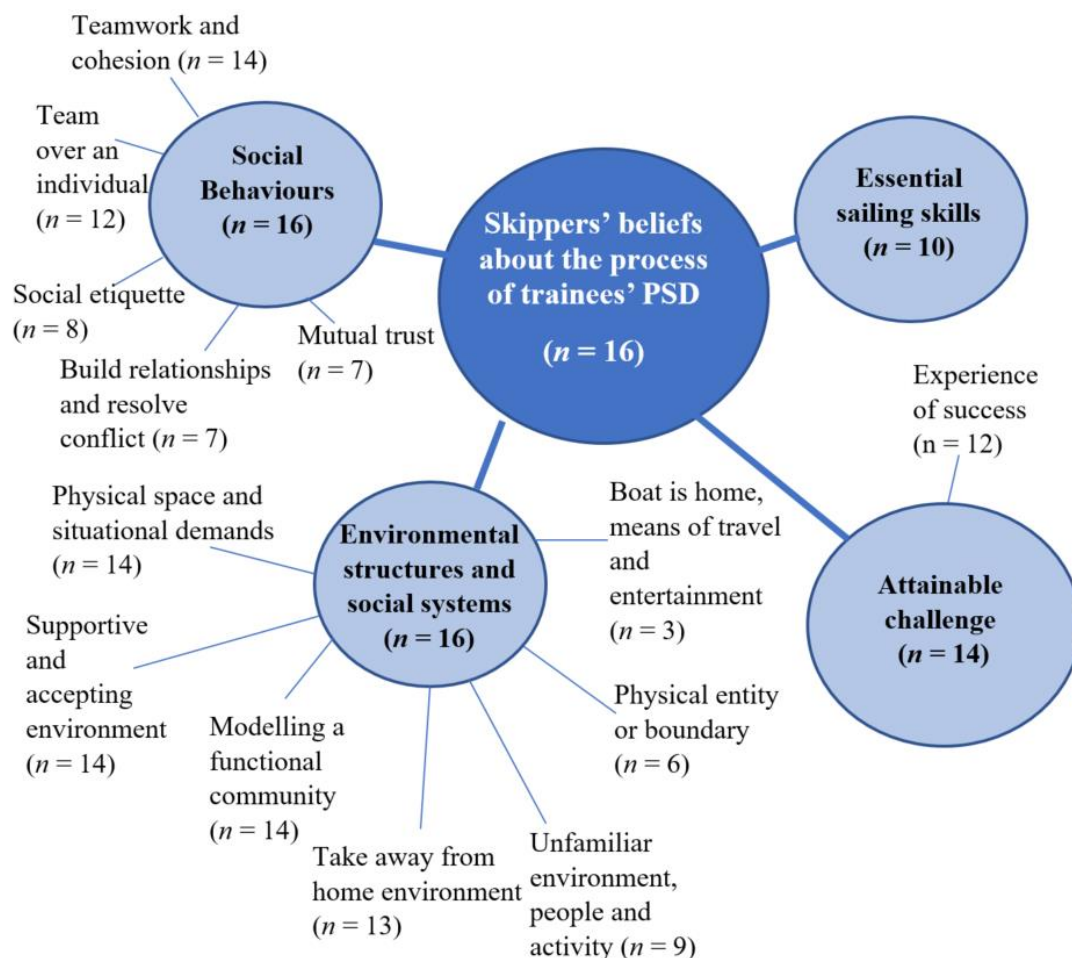 Teamwork and
cohesion (n = 14)
Team
over an
individual
(n = 12)
Social etiquette
(n = 8)
Build relationships
and resolve
conflict (n = 7)
Mutual trust
(n = 7)
Social
Behaviours
(n = 16)
Skippers’ beliefs
about the process
of trainees’ PSD
(n = 16)
Essential
sailing skills
(n = 10)
Experience
of success
(n = 12)
Attainable
challenge
(n = 14)
Environmental
structures and
social systems
(n = 16)
Physical space and
situational demands
(n = 14)
Supportive
and
accepting
environment
(n = 14)
Modelling a
functional
community
(n = 14)
Take away from
home environment
(n = 13)
Unfamiliar
environment,
people and
activity (n = 9)
Physical entity
or boundary
(n = 6)
Boat is home,
means of travel
and
entertainment
(n = 3)